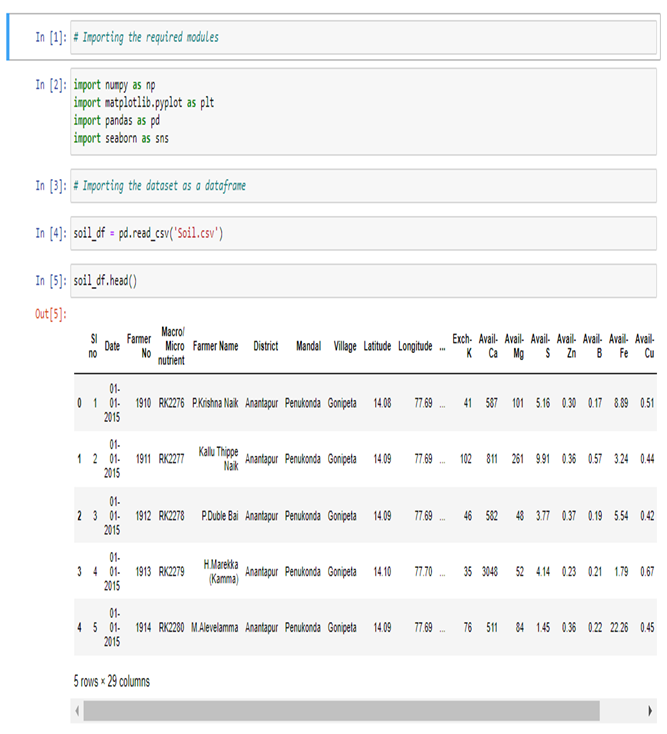 In [1]: # Importing the required modules
In [2]: import numpy as np
import matplotlib.pyplot as plt
import pandas as pd
import seaborn as sns
In [3]: # Importing the dataset as a dataframe
In [4]: soil_df = pd.read_csv('Soil.csv')
In [5]: soil_df.head()
Out[5]:
Sl no Date Farmer No Macro/ Micro nutrient Farmer Name District Mandal Village Latitude Longitude ... Exch-K Avail-Ca Avail-Mg Avail-S Avail-Zn Avail-B Avail-Fe Avail-Cu
0 1 01-01-2015 1910 RK2276 P.Krishna Naik Anantapur Penukonda Gonipeta 14.08 77.69 ... 41 587 101 5.16 0.30 0.17 8.89 0.51
1 2 01-01-2015 1911 RK2277 Kallu Thippe Naik Anantapur Penukonda Gonipeta 14.09 77.69 ... 102 811 261 9.91 0.36 0.57 3.24 0.44
2 3 01-01-2015 1912 RK2278 P.Duble Bai Anantapur Penukonda Gonipeta 14.09 77.69 ... 46 582 48 3.77 0.37 0.19 5.54 0.42
3 4 01-01-2015 1913 RK2279 H.Marekka (Kamma) Anantapur Penukonda Gonipeta 14.10 77.70 ... 35 3048 52 4.14 0.23 0.21 1.79 0.67
4 5 01-01-2015 1914 RK2280 M.Alevelamma Anantapur Penukonda Gonipeta 14.09 77.69 ... 76 511 84 1.45 0.36 0.22 22.26 0.45
5 rows × 29 columns